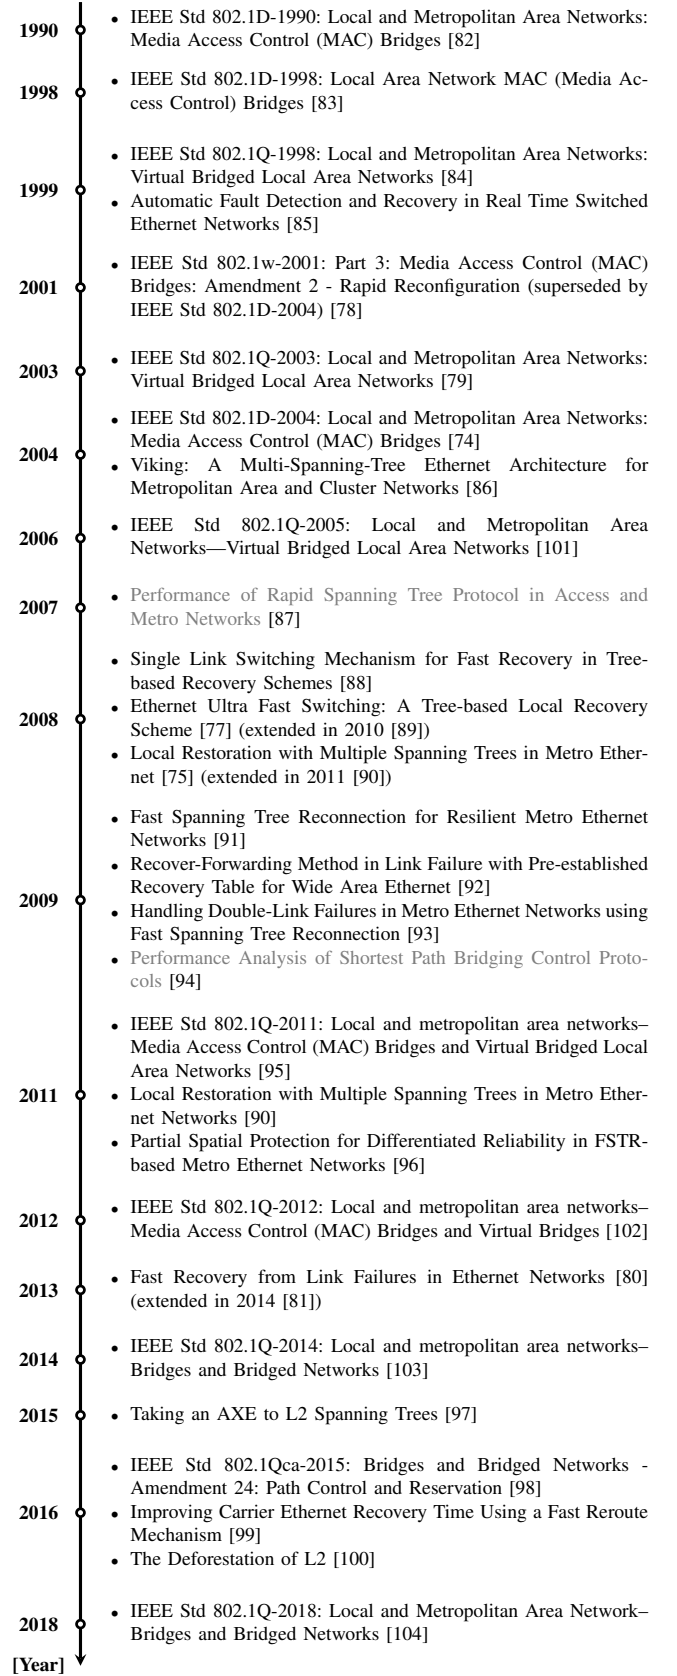 1990
• IEEE Std 802.1D-1990: Local and Metropolitan Area Networks:
Media Access Control (MAC) Bridges [82]
1998
• IEEE Std 802.1D-1998: Local Area Network MAC (Media Ac-
cess Control) Bridges [83]
1999
• IEEE Std 802.1Q-1998: Local and Metropolitan Area Networks:
Virtual Bridged Local Area Networks [84]
• Automatic Fault Detection and Recovery in Real Time Switched
Ethernet Networks [85]
2001
• IEEE Std 802.1w-2001: Part 3: Media Access Control (MAC)
Bridges: Amendment 2 - Rapid Reconfiguration (superseded by
IEEE Std 802.1D-2004) [78]
2003
• IEEE Std 802.1Q-2003: Local and Metropolitan Area Networks:
Virtual Bridged Local Area Networks [79]
2004
• IEEE Std 802.1D-2004: Local and Metropolitan Area Networks:
Media Access Control (MAC) Bridges [74]
• Viking: A Multi-Spanning-Tree Ethernet Architecture for
Metropolitan Area and Cluster Networks [86]
2006
• IEEE Std 802.1Q-2005: Local and Metropolitan Area
Networks—Virtual Bridged Local Area Networks [101]
2007
• Performance of Rapid Spanning Tree Protocol in Access and
Metro Networks [87]
2008
• Single Link Switching Mechanism for Fast Recovery in Tree-
based Recovery Schemes [88]
• Ethernet Ultra Fast Switching: A Tree-based Local Recovery
Scheme [77] (extended in 2010 [89])
• Local Restoration with Multiple Spanning Trees in Metro Ether-
net [75] (extended in 2011 [90])
2009
• Fast Spanning Tree Reconnection for Resilient Metro Ethernet
Networks [91]
• Recover-Forwarding Method in Link Failure with Pre-established
Recovery Table for Wide Area Ethernet [92]
• Handling Double-Link Failures in Metro Ethernet Networks using
Fast Spanning Tree Reconnection [93]
• Performance Analysis of Shortest Path Bridging Control Proto-
cols [94]
2011
• IEEE Std 802.1Q-2011: Local and metropolitan area networks–
Media Access Control (MAC) Bridges and Virtual Bridged Local
Area Networks [95]
• Local Restoration with Multiple Spanning Trees in Metro Ether-
net Networks [90]
• Partial Spatial Protection for Differentiated Reliability in FSTR-
based Metro Ethernet Networks [96]
2012
• IEEE Std 802.1Q-2012: Local and metropolitan area networks–
Media Access Control (MAC) Bridges and Virtual Bridges [102]
2013
• Fast Recovery from Link Failures in Ethernet Networks [80]
(extended in 2014 [81])
2014
• IEEE Std 802.1Q-2014: Local and metropolitan area networks–
Bridges and Bridged Networks [103]
2015
• Taking an AXE to L2 Spanning Trees [97]
2016
• IEEE Std 802.1Qca-2015: Bridges and Bridged Networks -
Amendment 24: Path Control and Reservation [98]
• Improving Carrier Ethernet Recovery Time Using a Fast Reroute
Mechanism [99]
• The Deforestation of L2 [100]
2018
• IEEE Std 802.1Q-2018: Local and Metropolitan Area Network–
Bridges and Bridged Networks [104]
[Year]